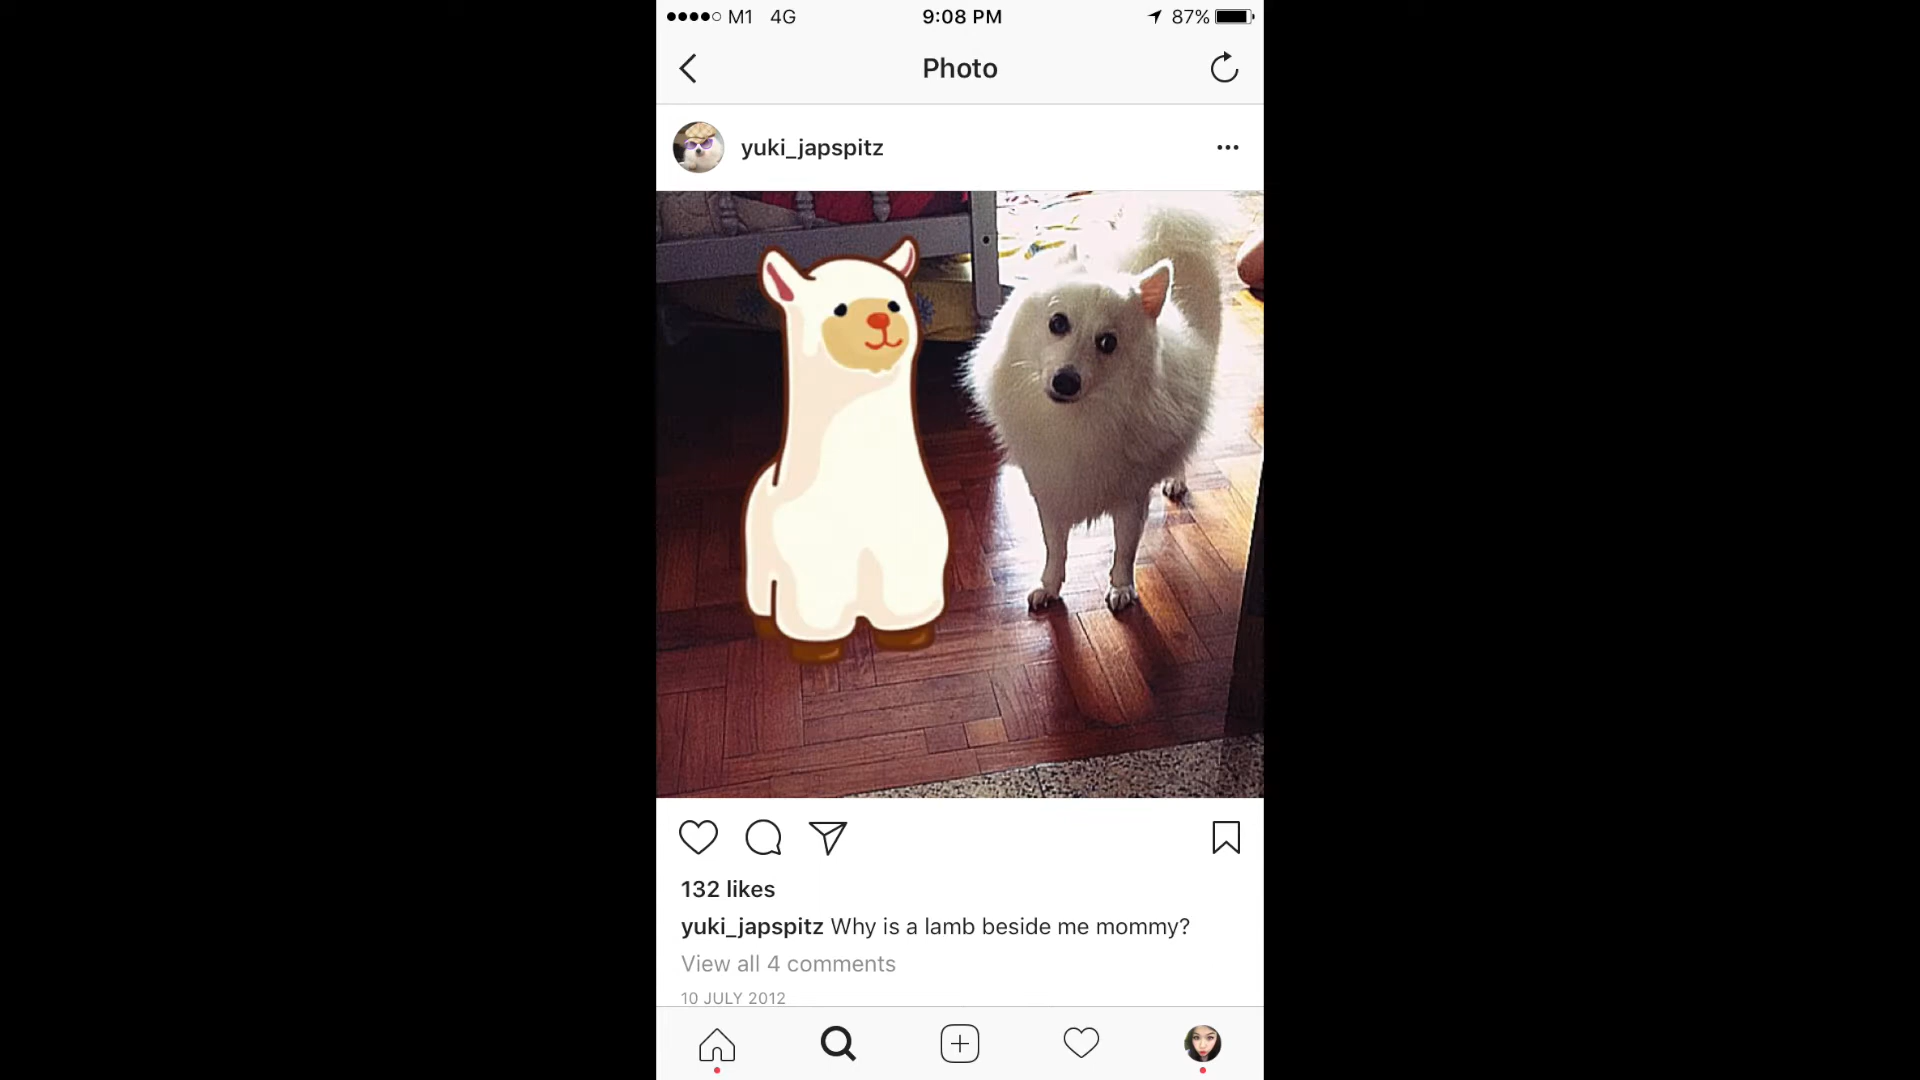 M1 4G 9:08 PM 87%
Photo
yuki_japspitz
132 likes
yuki_japspitz Why is a lamb beside me mommy?
View all 4 comments
10 JULY 2012